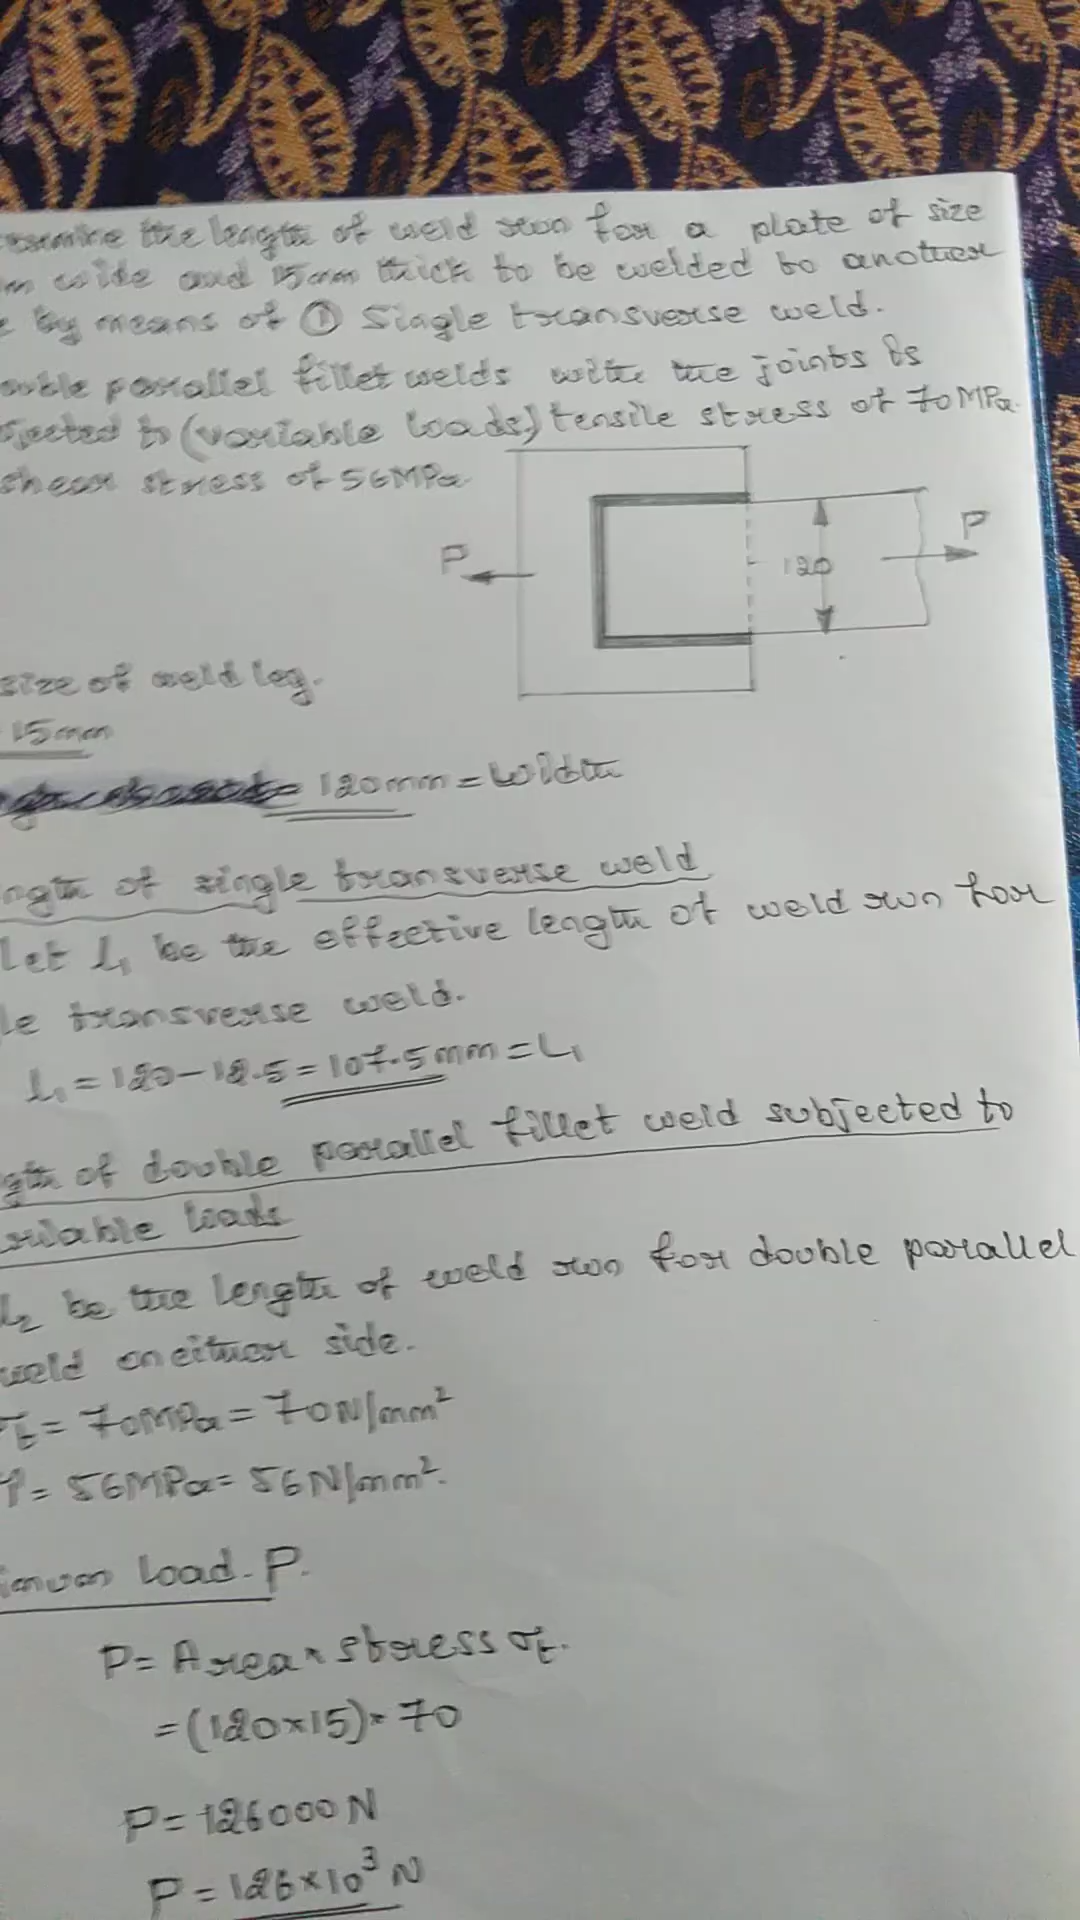 the length of weld run for a plate of size
wide and 15mm thick to be welded to another
by means of ① Single transverse weld.
parallel fillet welds with the joints is
to (variable loads) tensile stress of 70 MPa.
shear stress of 56MPa
P
120
P
size of weld leg.
15mm
= 120mm = Width
of single transverse weld
Let l₁ be the effective length of weld run for
transverse weld.
l₁ = 120 - 12.5 = 107.5mm = L₁
of double parallel fillet weld subjected to
loads
l₂ be the length of weld run for double parallel
weld on either side.
= 70MPa = 70N/mm²
= 56MPa = 56N/mm².
load. P.
P = Area × stress σt.
= (120×15) × 70
P = 126000 N
P = 126×10³ N